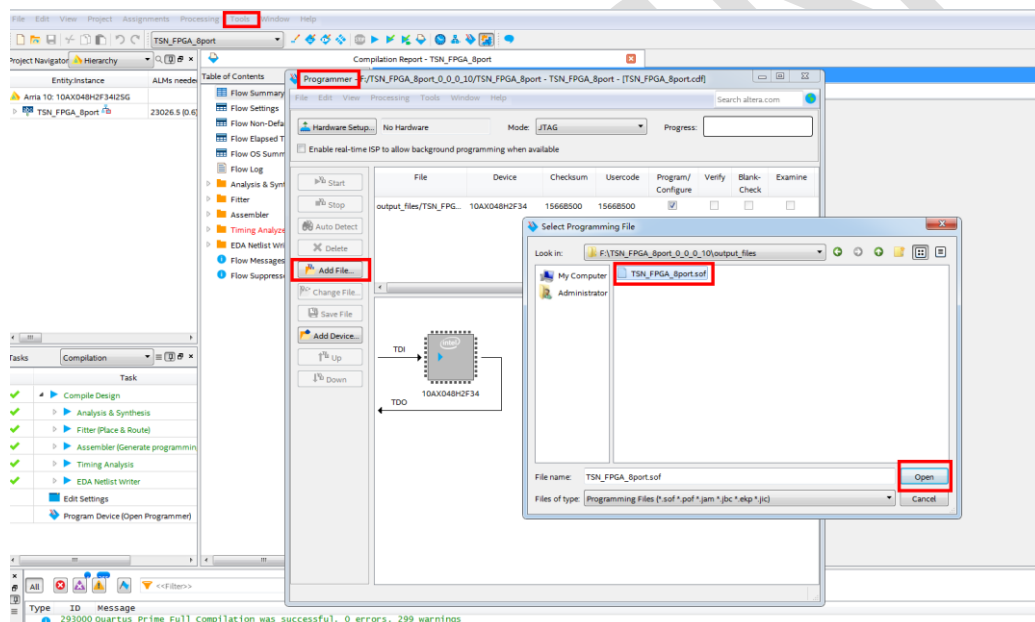 File Edit View Project Assignments Processing Tools Window Help
TSN_FPGA_8port
Project Navigator Hierarchy
Compilation Report - TSN_FPGA_8port
Entity:Instance ALMs neede
Arria 10: 10AX048H2F34I2SG
TSN_FPGA_8port 23026.5 (0.6)
Table of Contents
Flow Summary
Flow Settings
Flow Non-Defa
Flow Elapsed T
Flow OS Summ
Flow Log
Analysis & Synt
Fitter
Assembler
Timing Analyze
EDA Netlist Wri
Flow Messages
Flow Suppresse
Programmer - F:/TSN_FPGA_8port_0_0_0_10/TSN_FPGA_8port - TSN_FPGA_8port - [TSN_FPGA_8port.cdf]
File Edit View Processing Tools Window Help
Search altera.com
Hardware Setup... No Hardware Mode: JTAG Progress:
Enable real-time ISP to allow background programming when available
Start
Stop
Auto Detect
Delete
Add File...
Change File...
Save File
Add Device...
Up
Down
File Device Checksum Usercode Program/ Configure Verify Blank- Check Examine
output_files/TSN_FPG... 10AX048H2F34 1566B500 1566B500
TDI
intel
10AX048H2F34
TDO
Select Programming File
Look in: F:\TSN_FPGA_8port_0_0_0_10\output_files
My Computer
Administrator
TSN_FPGA_8port.sof
File name: TSN_FPGA_8port.sof Open
Files of type: Programming Files (*.sof *.pof *.jam *.jbc *.ekp *.jic) Cancel
Tasks Compilation
Task
Compile Design
Analysis & Synthesis
Fitter (Place & Route)
Assembler (Generate programmin
Timing Analysis
EDA Netlist Writer
Edit Settings
Program Device (Open Programmer)
All <<Filter>>
Type ID Message
293000 Quartus Prime Full Compilation was successful. 0 errors, 299 warnings